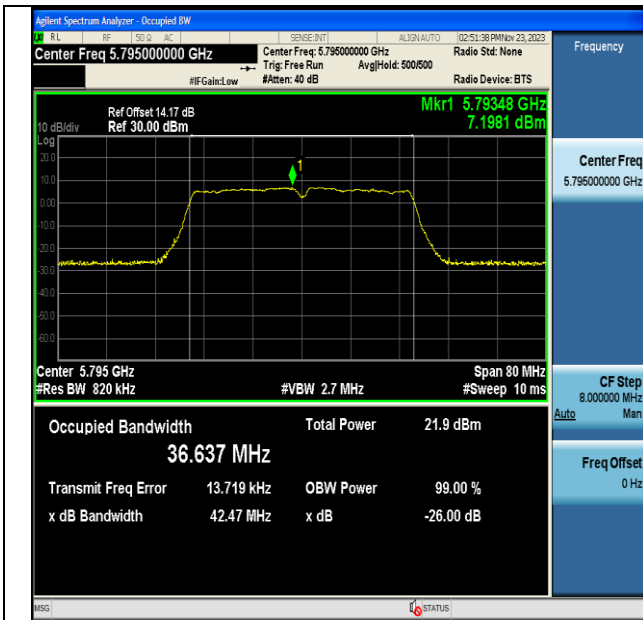 Agilent Spectrum Analyzer - Occupied BW
RL RF 50 Ω AC SENSE:INT ALIGN AUTO 02:51:38 PM Nov 23, 2023
Center Freq 5.795000000 GHz
Center Freq: 5.795000000 GHz
Radio Std: None
Trig: Free Run Avg|Hold: 500/500
#IFGain:Low #Atten: 40 dB
Radio Device: BTS
Frequency
Mkr1 5.79348 GHz
7.1981 dBm
Ref Offset 14.17 dB
10 dB/div Ref 30.00 dBm
Log
20.0
10.0
0.00
-10.0
-20.0
-30.0
-40.0
-50.0
-60.0
1
Center 5.795 GHz Span 80 MHz
#Res BW 820 kHz #VBW 2.7 MHz #Sweep 10 ms
Occupied Bandwidth Total Power 21.9 dBm
36.637 MHz
Transmit Freq Error 13.719 kHz OBW Power 99.00 %
x dB Bandwidth 42.47 MHz x dB -26.00 dB
Center Freq
5.795000000 GHz
CF Step
8.000000 MHz
Auto Man
Freq Offset
0 Hz
MSG STATUS